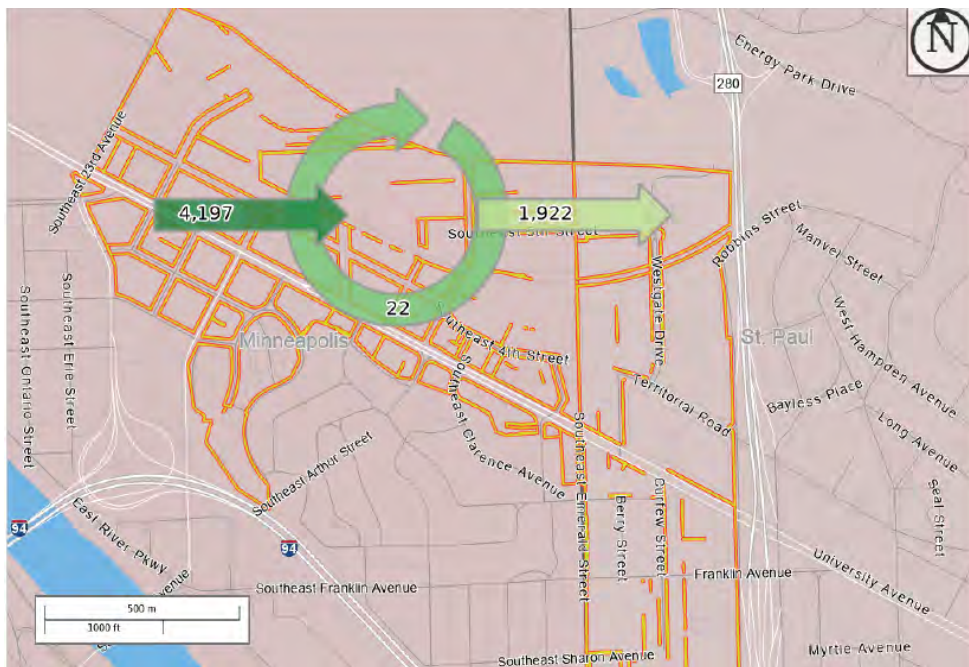 N
Energy Park Drive
280
Southeast 23rd Avenue
4,197
1,922
Southeast 5th Street
Robbins Street
Manvel Street
Westgate Drive
22
Southeast 4th Street
Minneapolis
St. Paul
West Hampden Avenue
Southeast Erie Street
Southeast Ontario Street
Territorial Road
Bayless Place
Long Avenue
Southeast Clarence Avenue
Southeast Emerald Street
Southeast Arthur Street
Seal Street
Curfew Street
Berry Street
94
94
East River Pkwy
Avenue
University Avenue
Southeast Franklin Avenue
Franklin Avenue
500 m
1000 ft
Southeast Sharon Avenue
Myrtle Avenue